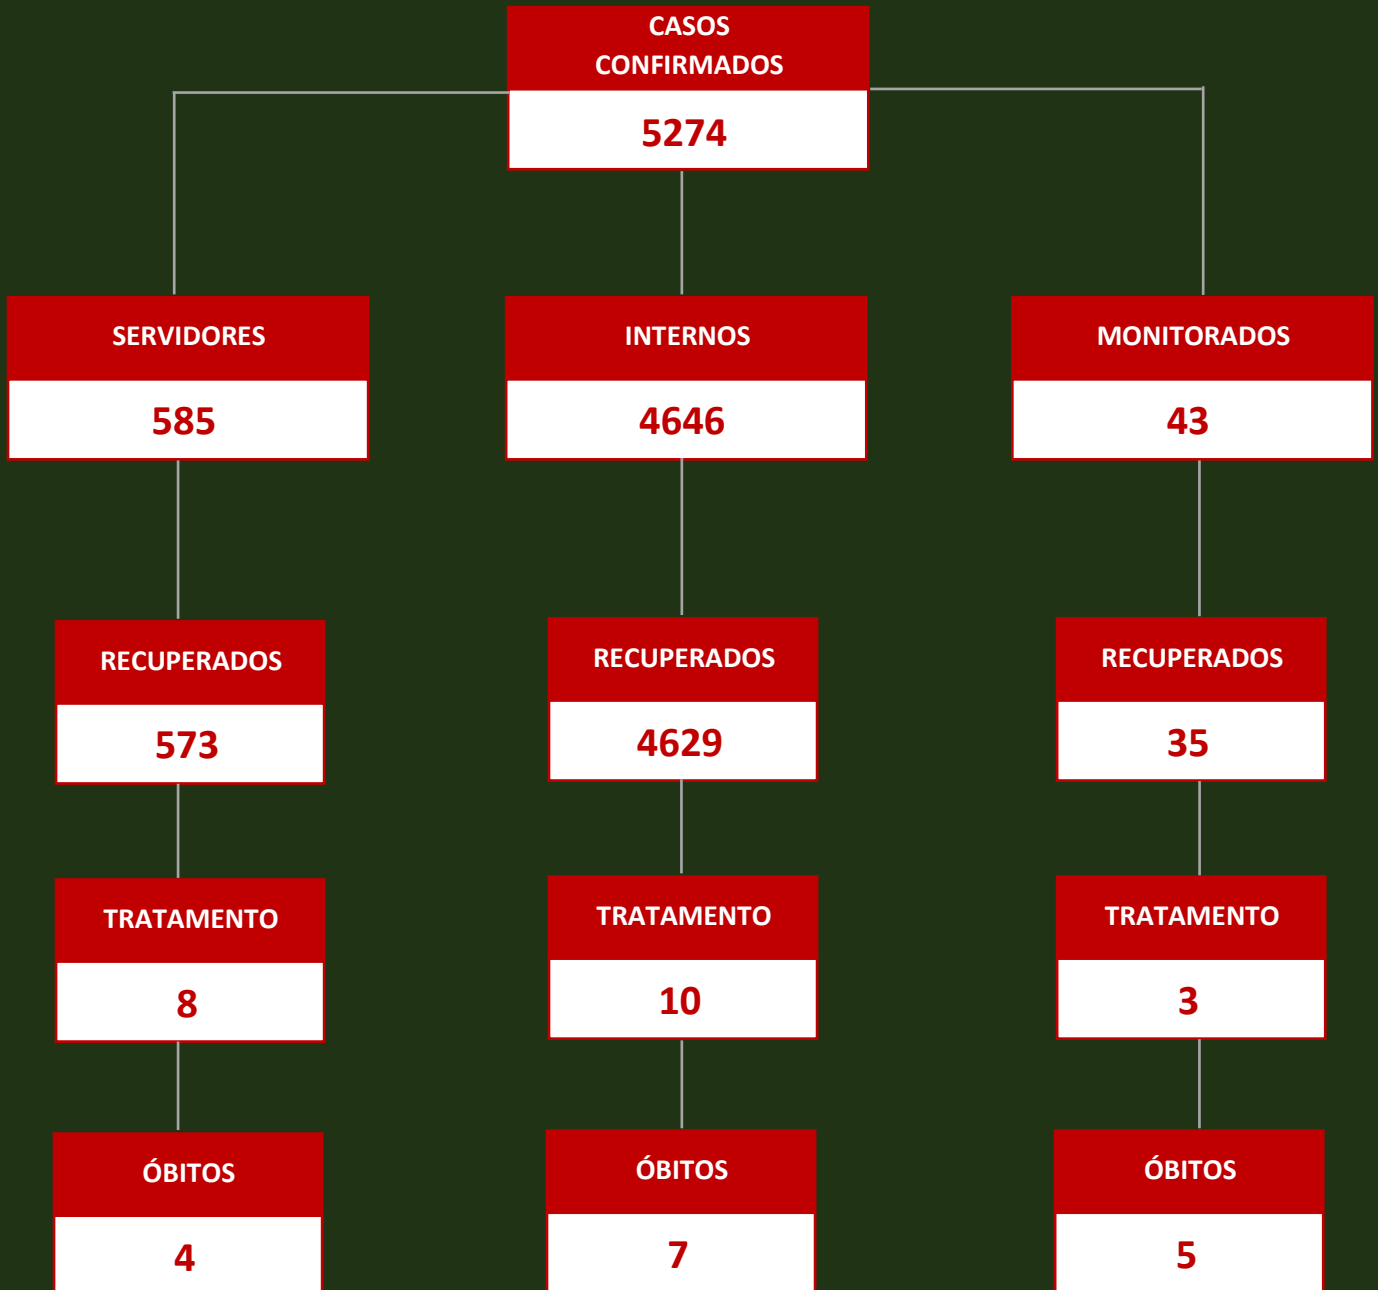 CASOS
CONFIRMADOS
5274
SERVIDORES
INTERNOS
MONITORADOS
585
4646
43
RECUPERADOS
RECUPERADOS
RECUPERADOS
573
4629
35
TRATAMENTO
TRATAMENTO
TRATAMENTO
8
10
3
ÓBITOS
ÓBITOS
ÓBITOS
4
7
5